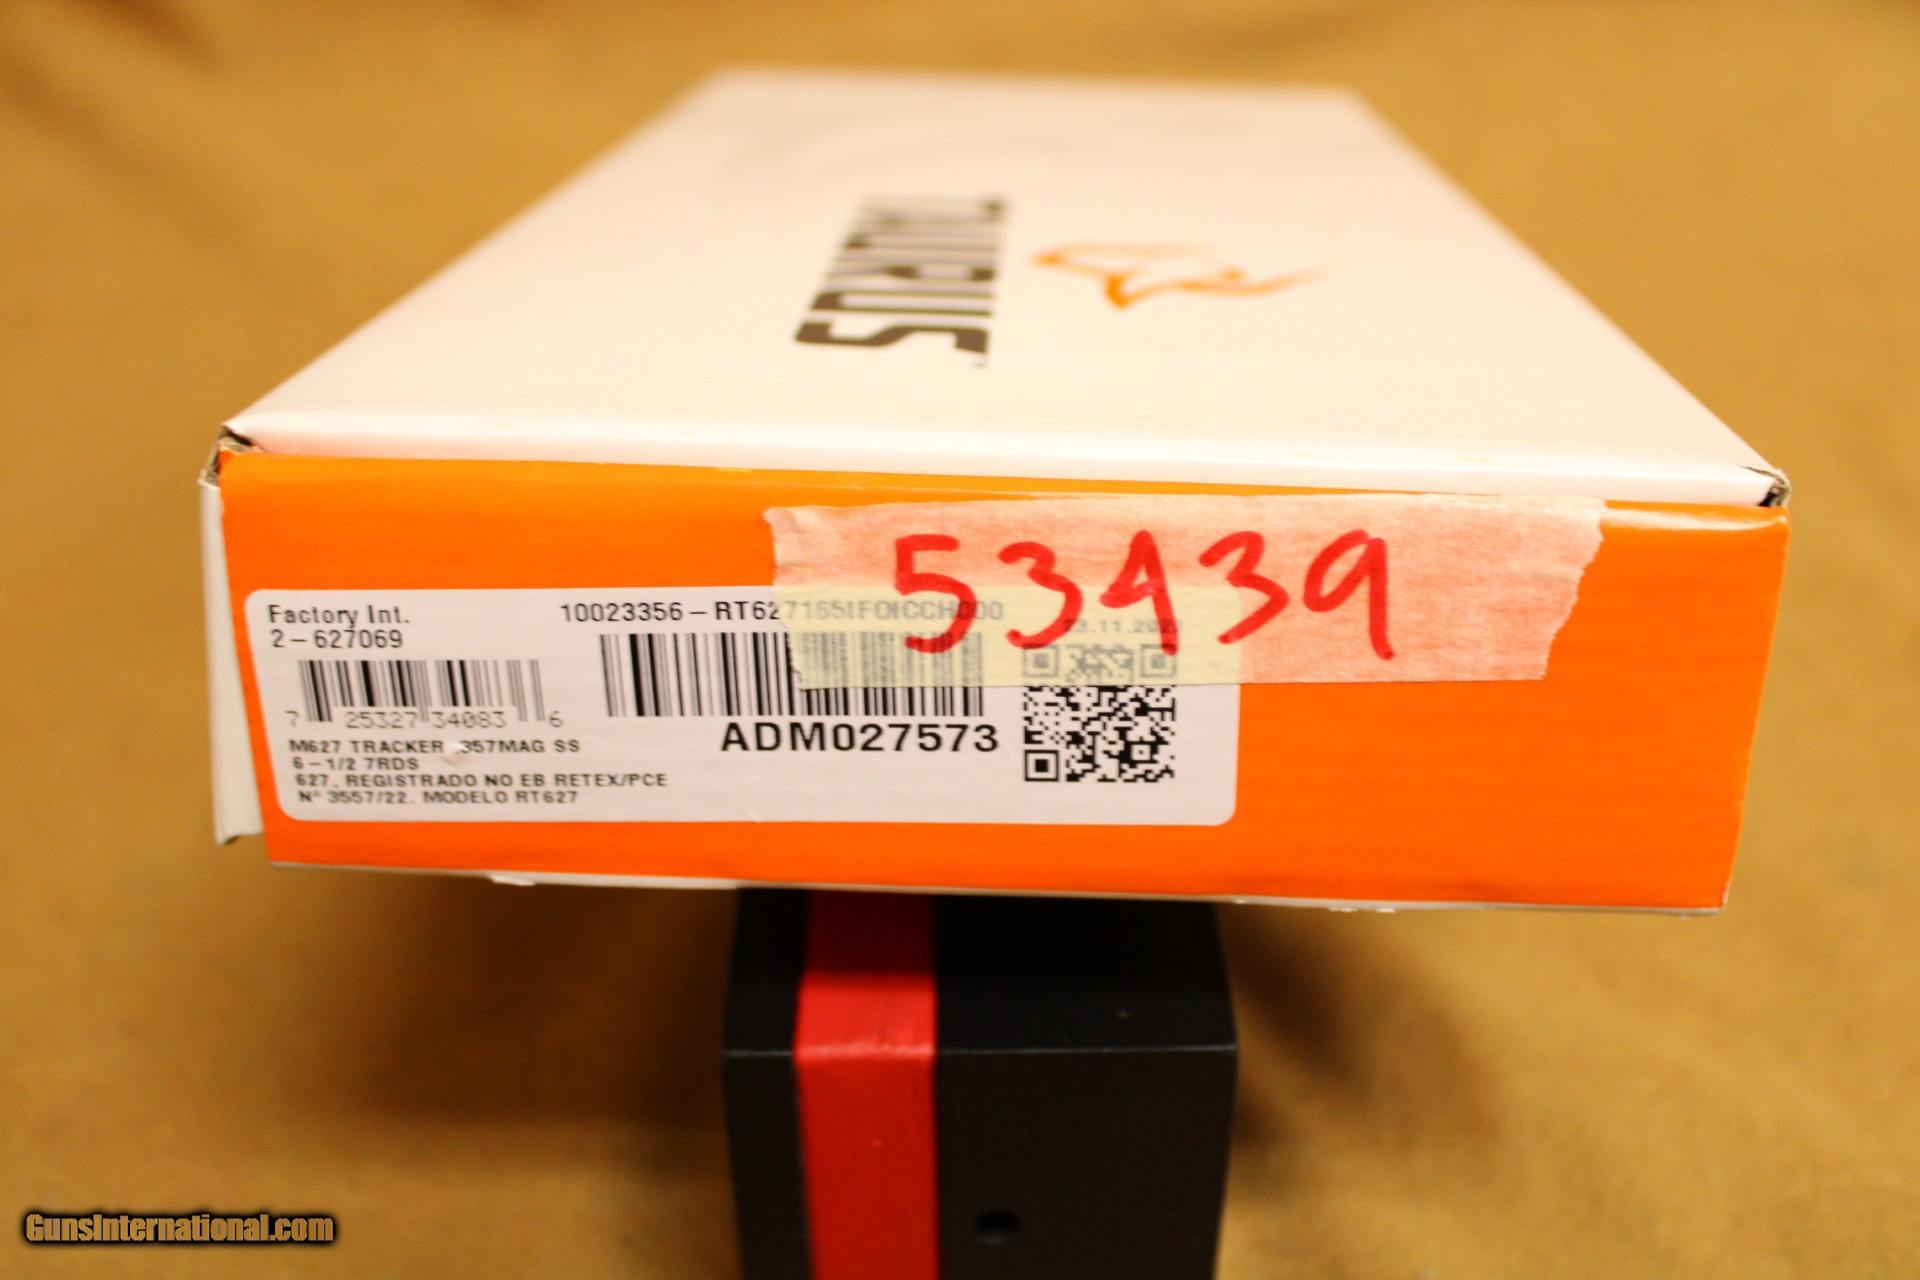 TAURUS
53439
Factory Int.
2-627069
10023356-RT627165IFOICCH000
7 25327 34083 6
ADM027573
M627 TRACKER .357MAG SS
6-1/2 7RDS
627, REGISTRADO NO EB RETEX/PCE
Nº 3557/22. MODELO RT627
GunsInternational.com